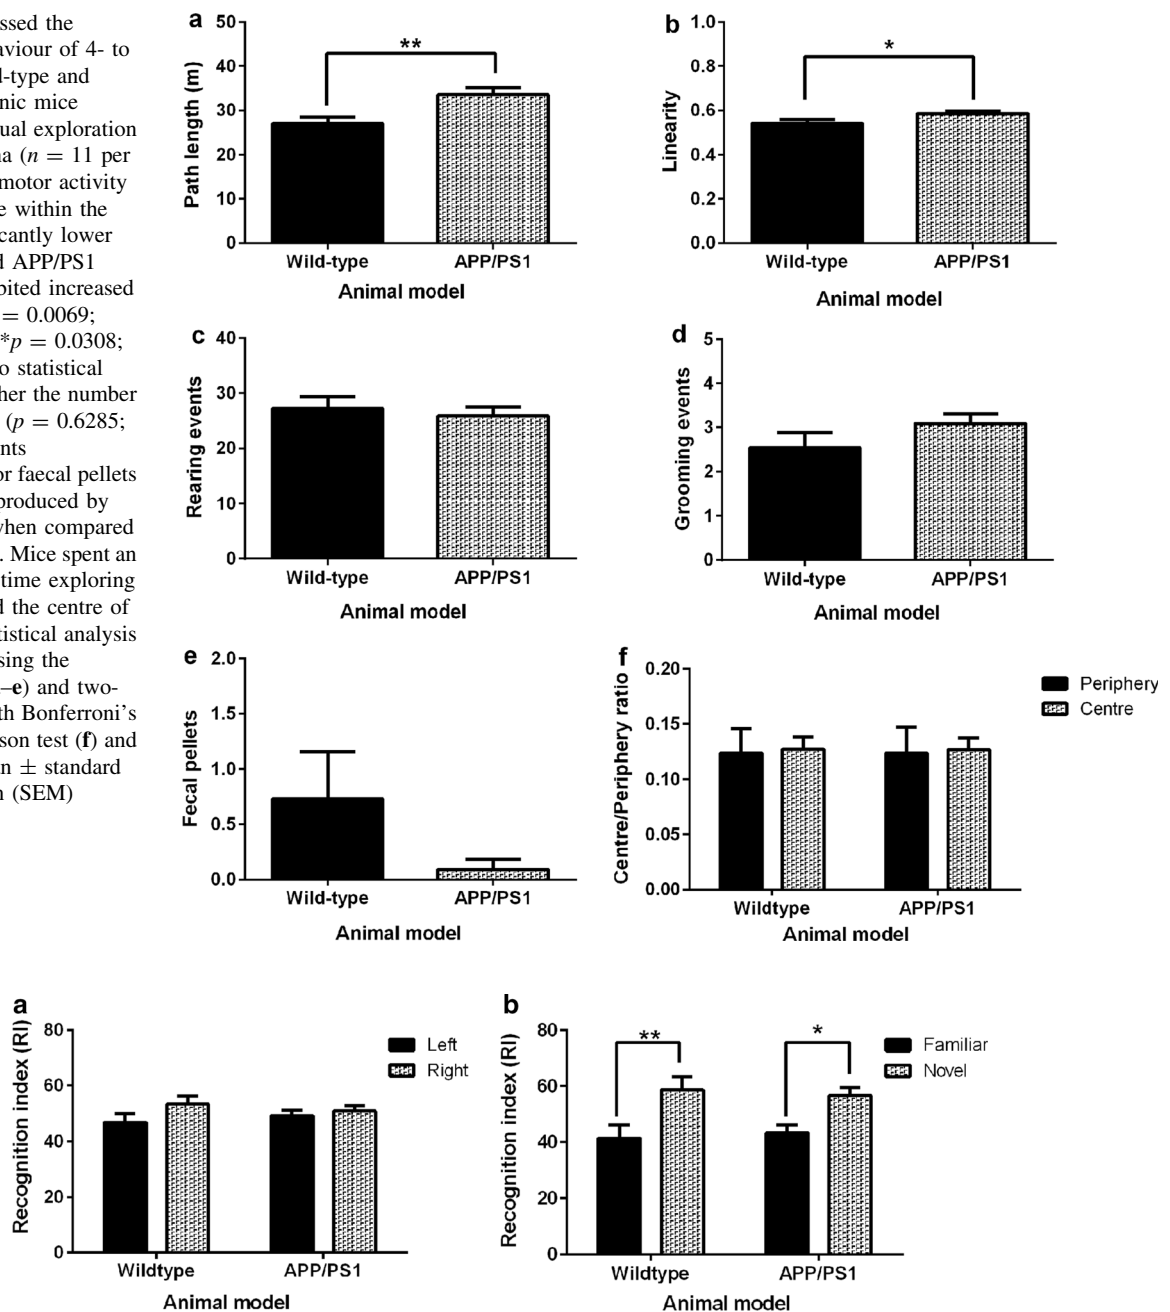 ssed the
aviour of 4- to
d-type and
nic mice
ual exploration
na (n = 11 per
motor activity
e within the
cantly lower
d APP/PS1
bited increased
= 0.0069;
*p = 0.0308;
o statistical
her the number
(p = 0.6285;
nts
or faecal pellets
produced by
when compared
. Mice spent an
time exploring
d the centre of
tistical analysis
sing the
–e) and two-
th Bonferroni's
son test (f) and
n ± standard
n (SEM)
a
50
40
30
20
10
0
Path length (m)
**
Wild-type APP/PS1
Animal model
b
1.0
0.8
0.6
0.4
0.2
0.0
Linearity
*
Wild-type APP/PS1
Animal model
c
40
30
20
10
0
Rearing events
Wild-type APP/PS1
Animal model
d
5
4
3
2
1
0
Grooming events
Wild-type APP/PS1
Animal model
e
2.0
1.5
1.0
0.5
0.0
Fecal pellets
Wild-type APP/PS1
Animal model
f
0.20
0.15
0.10
0.05
0.00
Centre/Periphery ratio
Periphery
Centre
Wildtype APP/PS1
Animal model
a
80
60
40
20
0
Recognition index (RI)
Left
Right
Wildtype APP/PS1
Animal model
b
80
60
40
20
0
Recognition index (RI)
** *
Familiar
Novel
Wildtype APP/PS1
Animal model